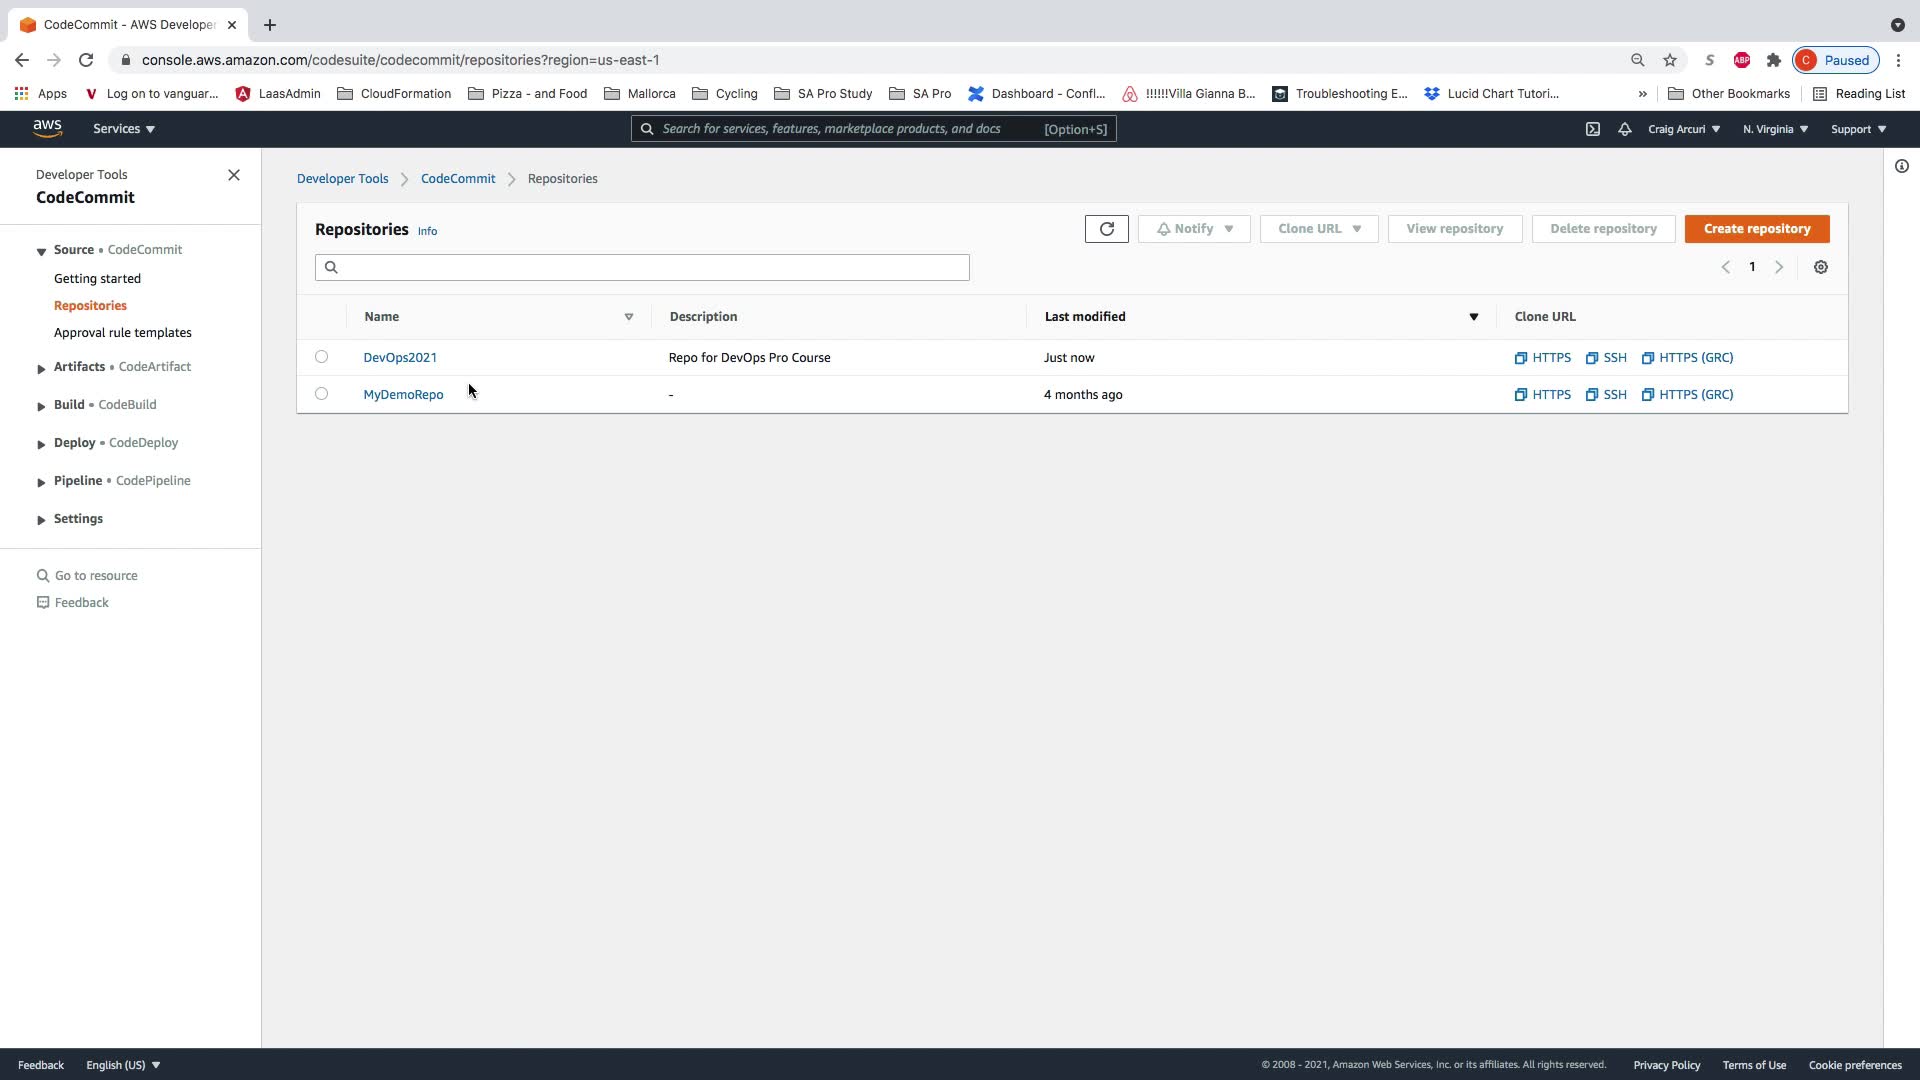 CodeCommit - AWS Developer
console.aws.amazon.com/codesuite/codecommit/repositories?region=us-east-1
S ABP C Paused
Apps Log on to vanguar... LaasAdmin CloudFormation Pizza - and Food Mallorca Cycling SA Pro Study SA Pro Dashboard - Confl... !!!!!!Villa Gianna B... Troubleshooting E... Lucid Chart Tutori... » Other Bookmarks Reading List
aws Services Search for services, features, marketplace products, and docs [Option+S] Craig Arcuri N. Virginia Support
Developer Tools
CodeCommit
Source • CodeCommit
Getting started
Repositories
Approval rule templates
Artifacts • CodeArtifact
Build • CodeBuild
Deploy • CodeDeploy
Pipeline • CodePipeline
Settings
Go to resource
Feedback
Developer Tools > CodeCommit > Repositories
Repositories Info
Notify Clone URL View repository Delete repository Create repository
1
Name Description Last modified Clone URL
DevOps2021 Repo for DevOps Pro Course Just now HTTPS SSH HTTPS (GRC)
MyDemoRepo - 4 months ago HTTPS SSH HTTPS (GRC)
Feedback English (US) © 2008 - 2021, Amazon Web Services, Inc. or its affiliates. All rights reserved. Privacy Policy Terms of Use Cookie preferences